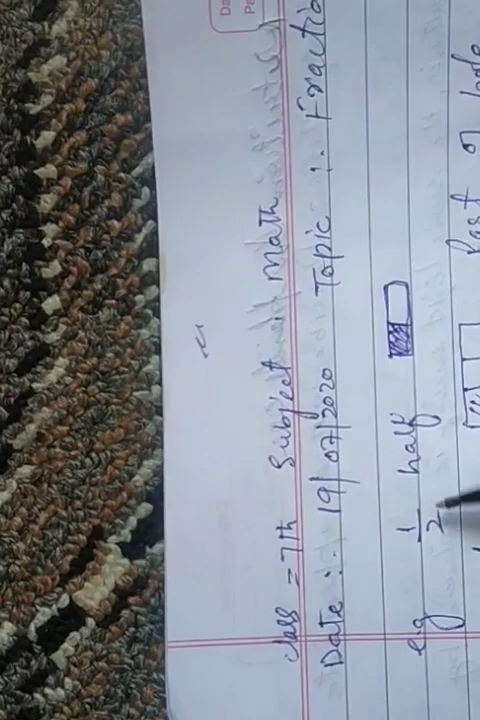 Class = 7th Subject : Math
Date : 19/07/2020 Topic :. Fractio
e.g 1/2 half
Part of